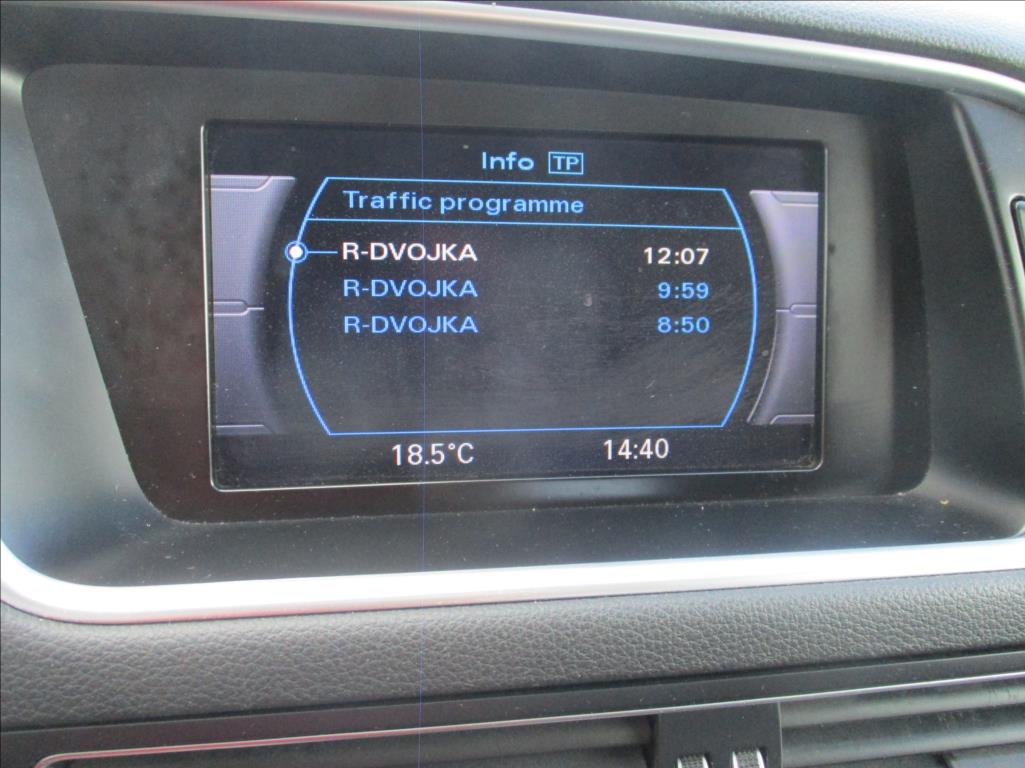 Info TP
Traffic programme
R-DVOJKA 12:07
R-DVOJKA 9:59
R-DVOJKA 8:50
18.5°C 14:40